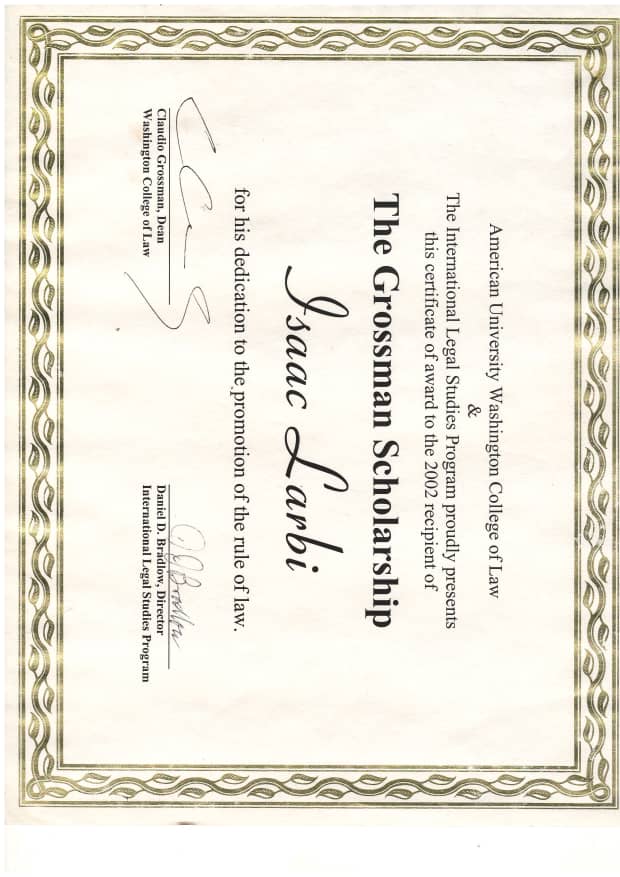 American University Washington College of Law
&
The International Legal Studies Program proudly presents
this certificate of award to the 2002 recipient of
The Grossman Scholarship
Isaac Larbi
for his dedication to the promotion of the rule of law.
Claudio Grossman, Dean
Washington College of Law
DDBradlow
Daniel D. Bradlow, Director
International Legal Studies Program